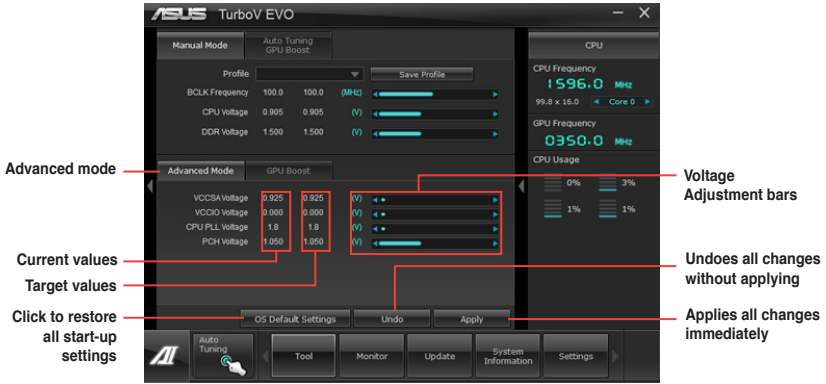 ASUS TurboV EVO
Manual Mode
Auto Tuning
GPU Boost
CPU
Profile
Save Profile
BCLK Frequency 100.0 100.0 (MHz)
CPU Voltage 0.905 0.905 (V)
DDR Voltage 1.500 1.500 (V)
CPU Frequency
1596.0 MHz
99.8 x 16.0 Core 0
GPU Frequency
0350.0 MHz
CPU Usage
0% 3%
1% 1%
Advanced mode
Advanced Mode
GPU Boost
VCCSA Voltage 0.925 0.925 (V)
VCCIO Voltage 0.000 0.000 (V)
CPU PLL Voltage 1.8 1.8 (V)
PCH Voltage 1.050 1.050 (V)
Voltage
Adjustment bars
Current values
Target values
Undoes all changes
without applying
Click to restore
all start-up
settings
OS Default Settings
Undo
Apply
Applies all changes
immediately
Auto
Tuning
Tool
Monitor
Update
System
Information
Settings